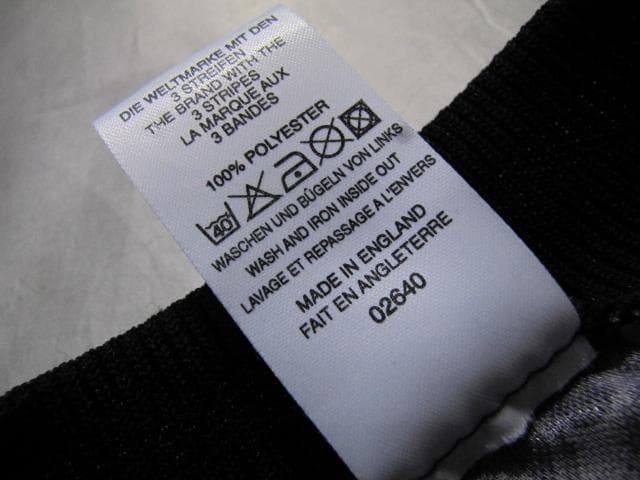 DIE WELTMARKE MIT DEN
3 STREIFEN
THE BRAND WITH THE
3 STRIPES
LA MARQUE AUX
3 BANDES
100% POLYESTER
40
WASCHEN UND BÜGELN VON LINKS
WASH AND IRON INSIDE OUT
LAVAGE ET REPASSAGE A L'ENVERS
MADE IN ENGLAND
FAIT EN ANGLETERRE
02640